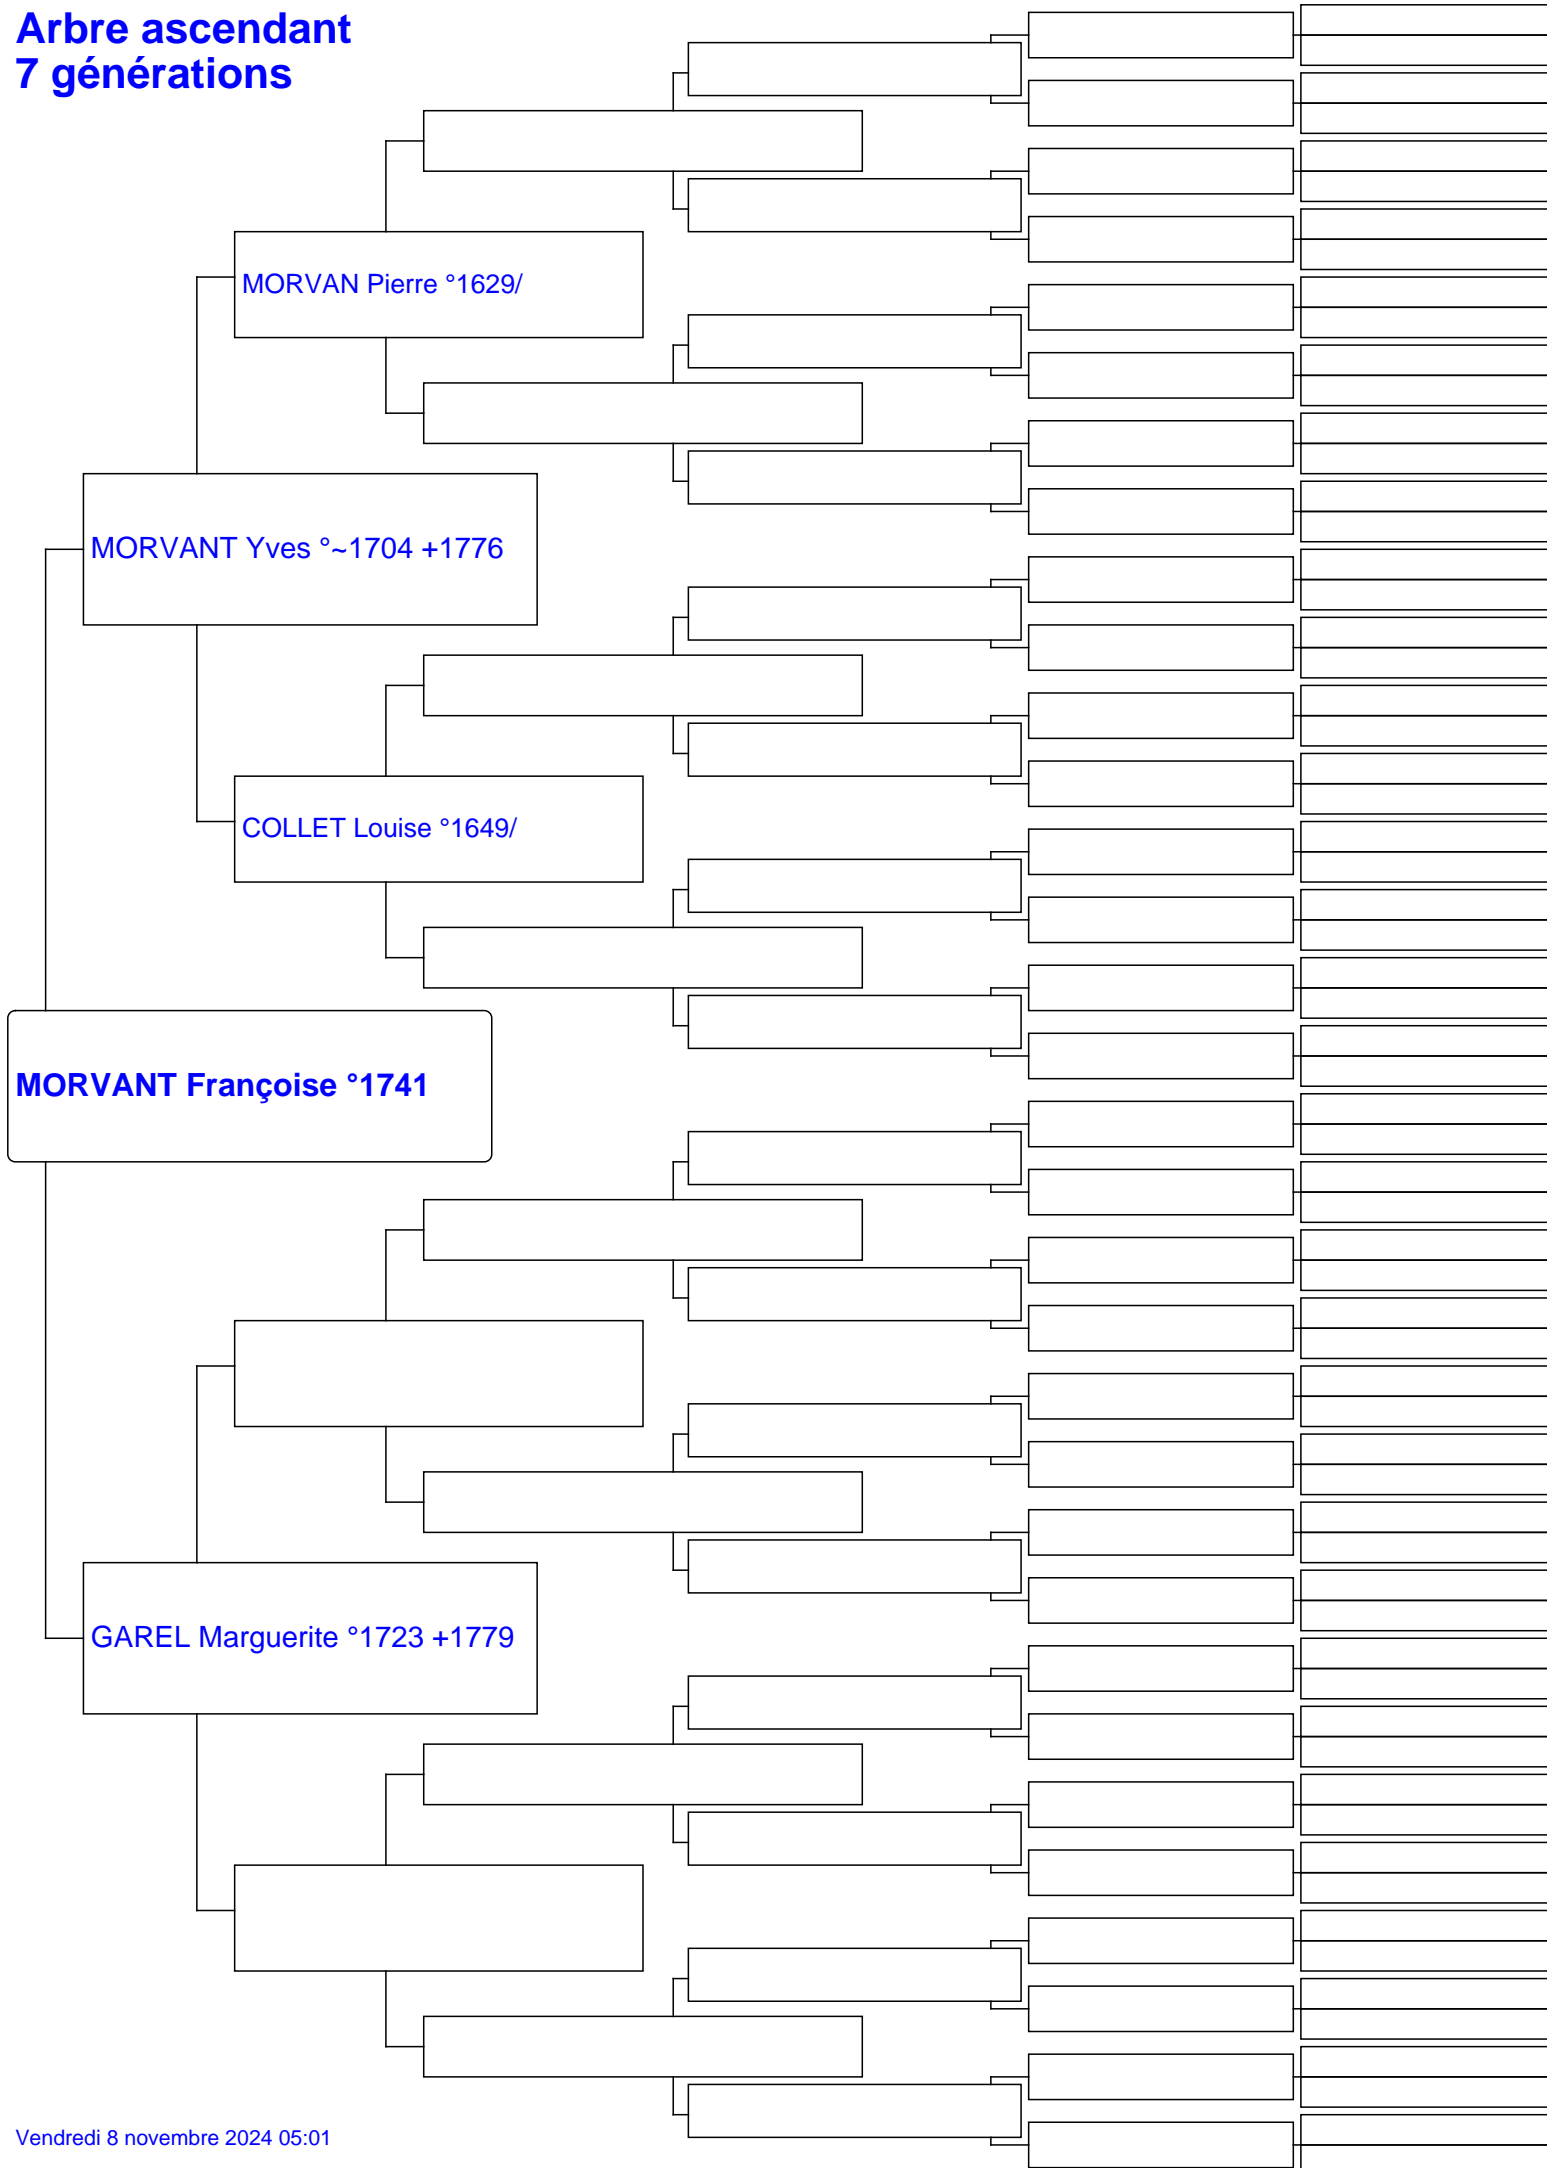 Arbre ascendant
7 générations
MORVAN Pierre °1629/
MORVANT Yves °~1704 +1776
COLLET Louise °1649/
MORVANT Françoise °1741
GAREL Marguerite °1723 +1779
Vendredi 8 novembre 2024 05:01